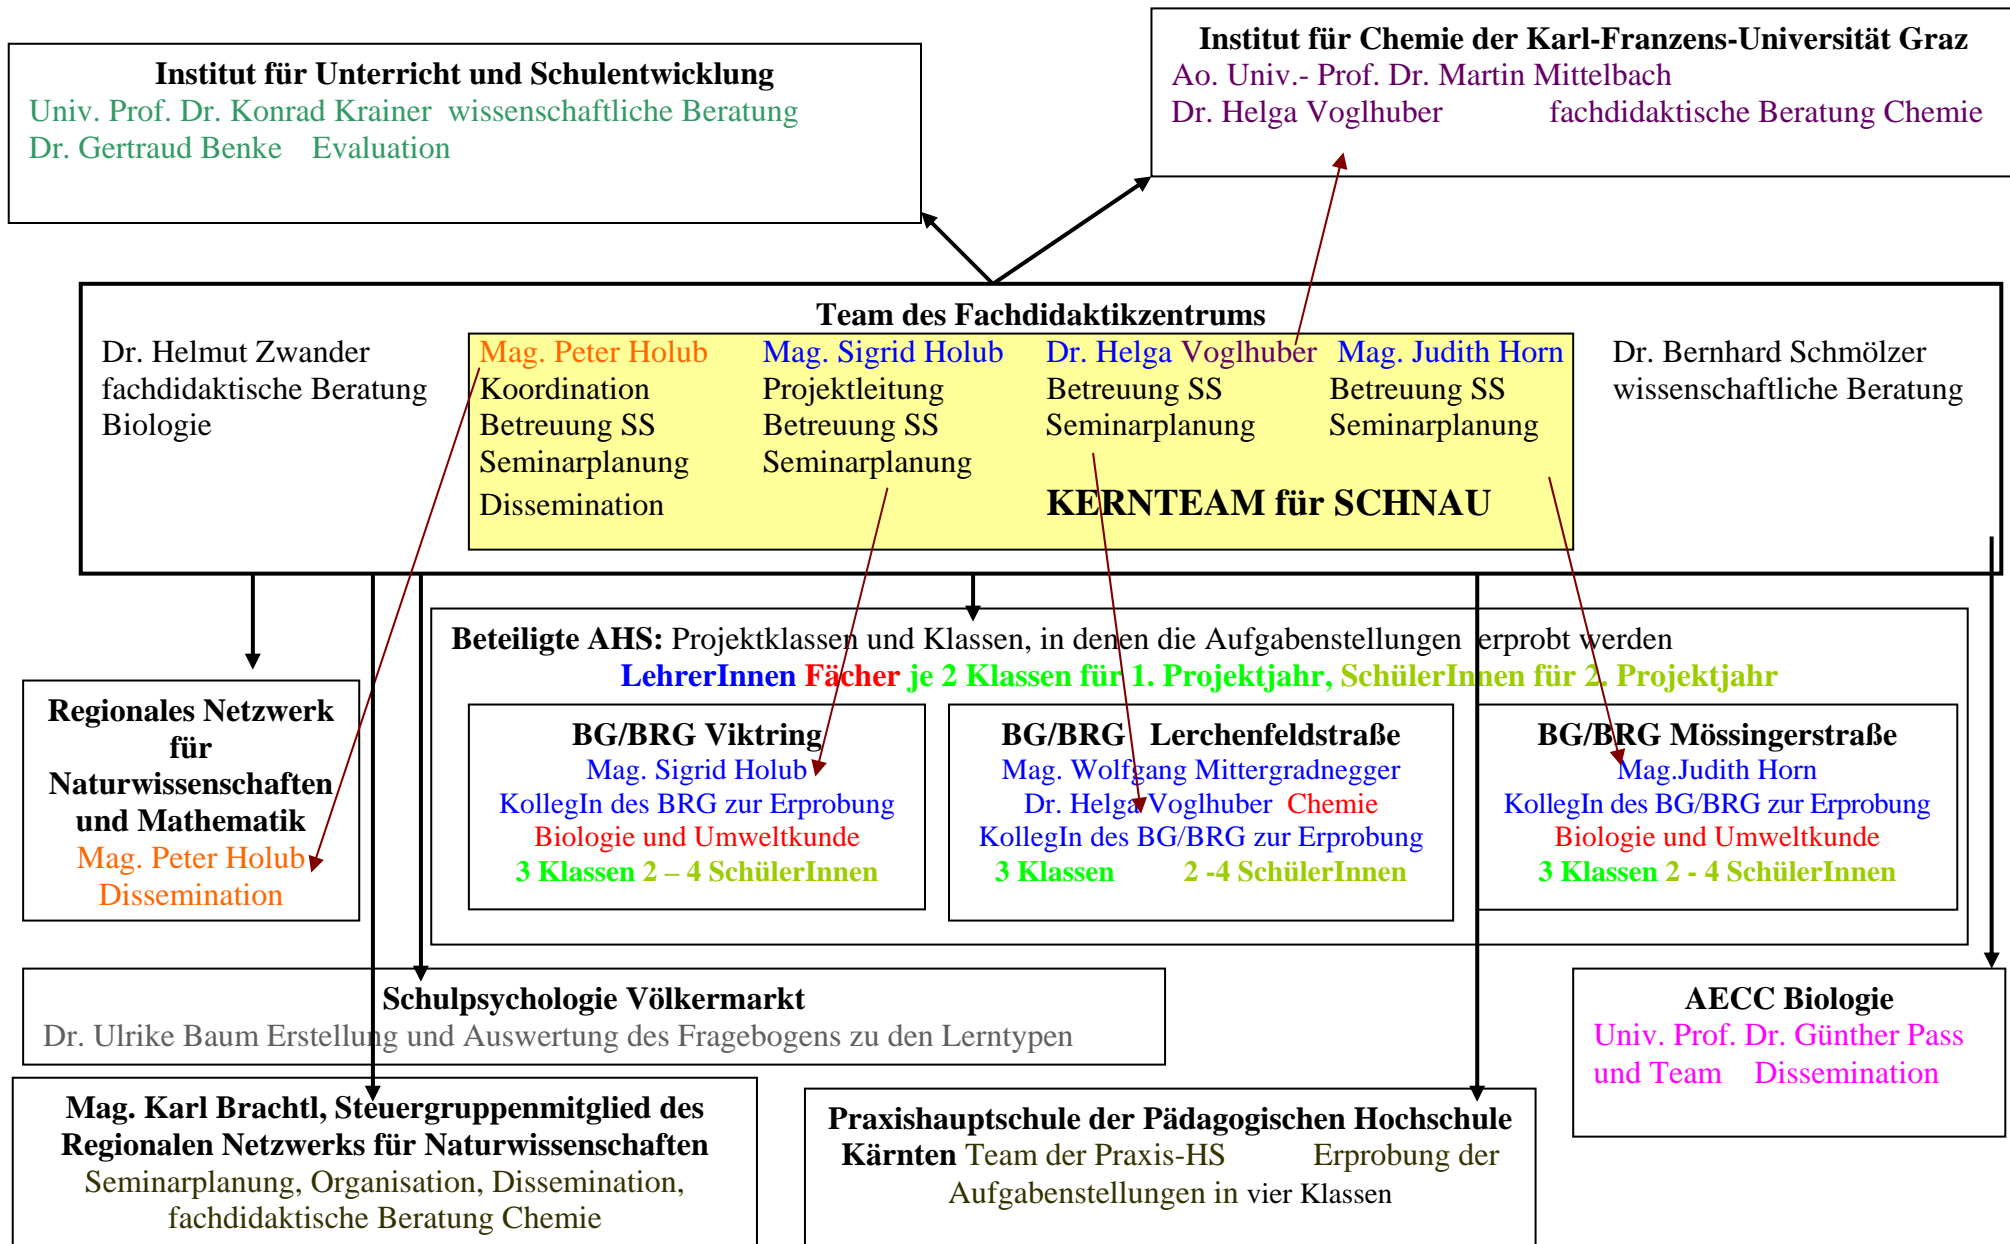 Institut für Unterricht und Schulentwicklung
Univ. Prof. Dr. Konrad Krainer wissenschaftliche Beratung
Dr. Gertraud Benke Evaluation
Institut für Chemie der Karl-Franzens-Universität Graz
Ao. Univ.- Prof. Dr. Martin Mittelbach
Dr. Helga Voglhuber fachdidaktische Beratung Chemie
Team des Fachdidaktikzentrums
Dr. Helmut Zwander
fachdidaktische Beratung
Biologie
Mag. Peter Holub
Koordination
Betreuung SS
Seminarplanung
Dissemination
Mag. Sigrid Holub
Projektleitung
Betreuung SS
Seminarplanung
Dr. Helga Voglhuber
Betreuung SS
Seminarplanung
Mag. Judith Horn
Betreuung SS
Seminarplanung
KERNTEAM für SCHNAU
Dr. Bernhard Schmölzer
wissenschaftliche Beratung
Beteiligte AHS: Projektklassen und Klassen, in denen die Aufgabenstellungen erprobt werden
LehrerInnen Fächer je 2 Klassen für 1. Projektjahr, SchülerInnen für 2. Projektjahr
Regionales Netzwerk
für
Naturwissenschaften
und Mathematik
Mag. Peter Holub
Dissemination
BG/BRG Viktring
Mag. Sigrid Holub
KollegIn des BRG zur Erprobung
Biologie und Umweltkunde
3 Klassen 2 – 4 SchülerInnen
BG/BRG Lerchenfeldstraße
Mag. Wolfgang Mittergradnegger
Dr. Helga Voglhuber Chemie
KollegIn des BG/BRG zur Erprobung
3 Klassen 2 -4 SchülerInnen
BG/BRG Mössingerstraße
Mag.Judith Horn
KollegIn des BG/BRG zur Erprobung
Biologie und Umweltkunde
3 Klassen 2 - 4 SchülerInnen
Schulpsychologie Völkermarkt
Dr. Ulrike Baum Erstellung und Auswertung des Fragebogens zu den Lerntypen
AECC Biologie
Univ. Prof. Dr. Günther Pass
und Team Dissemination
Mag. Karl Brachtl, Steuergruppenmitglied des
Regionalen Netzwerks für Naturwissenschaften
Seminarplanung, Organisation, Dissemination,
fachdidaktische Beratung Chemie
Praxishauptschule der Pädagogischen Hochschule
Kärnten Team der Praxis-HS Erprobung der
Aufgabenstellungen in vier Klassen